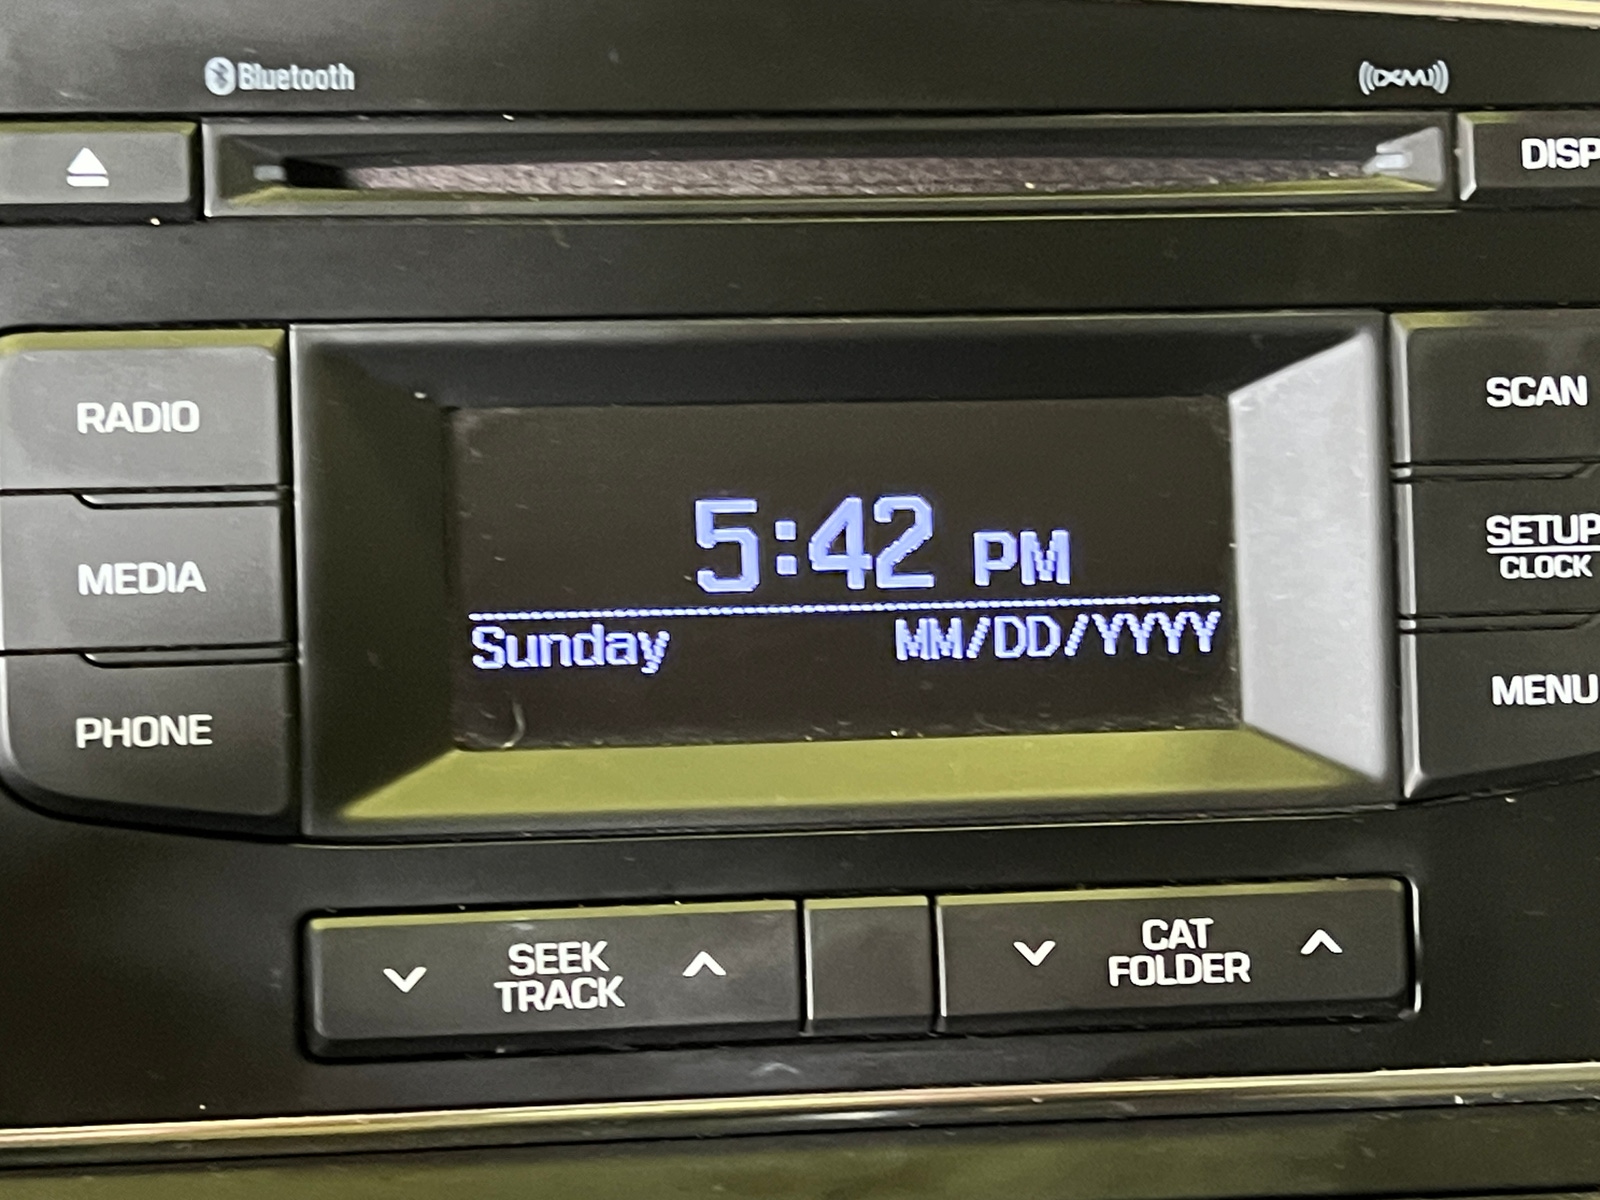 Bluetooth
XM
DISP
RADIO
SCAN
5:42 PM
MEDIA
SETUP
CLOCK
Sunday MM/DD/YYYY
PHONE
MENU
SEEK
TRACK
CAT
FOLDER